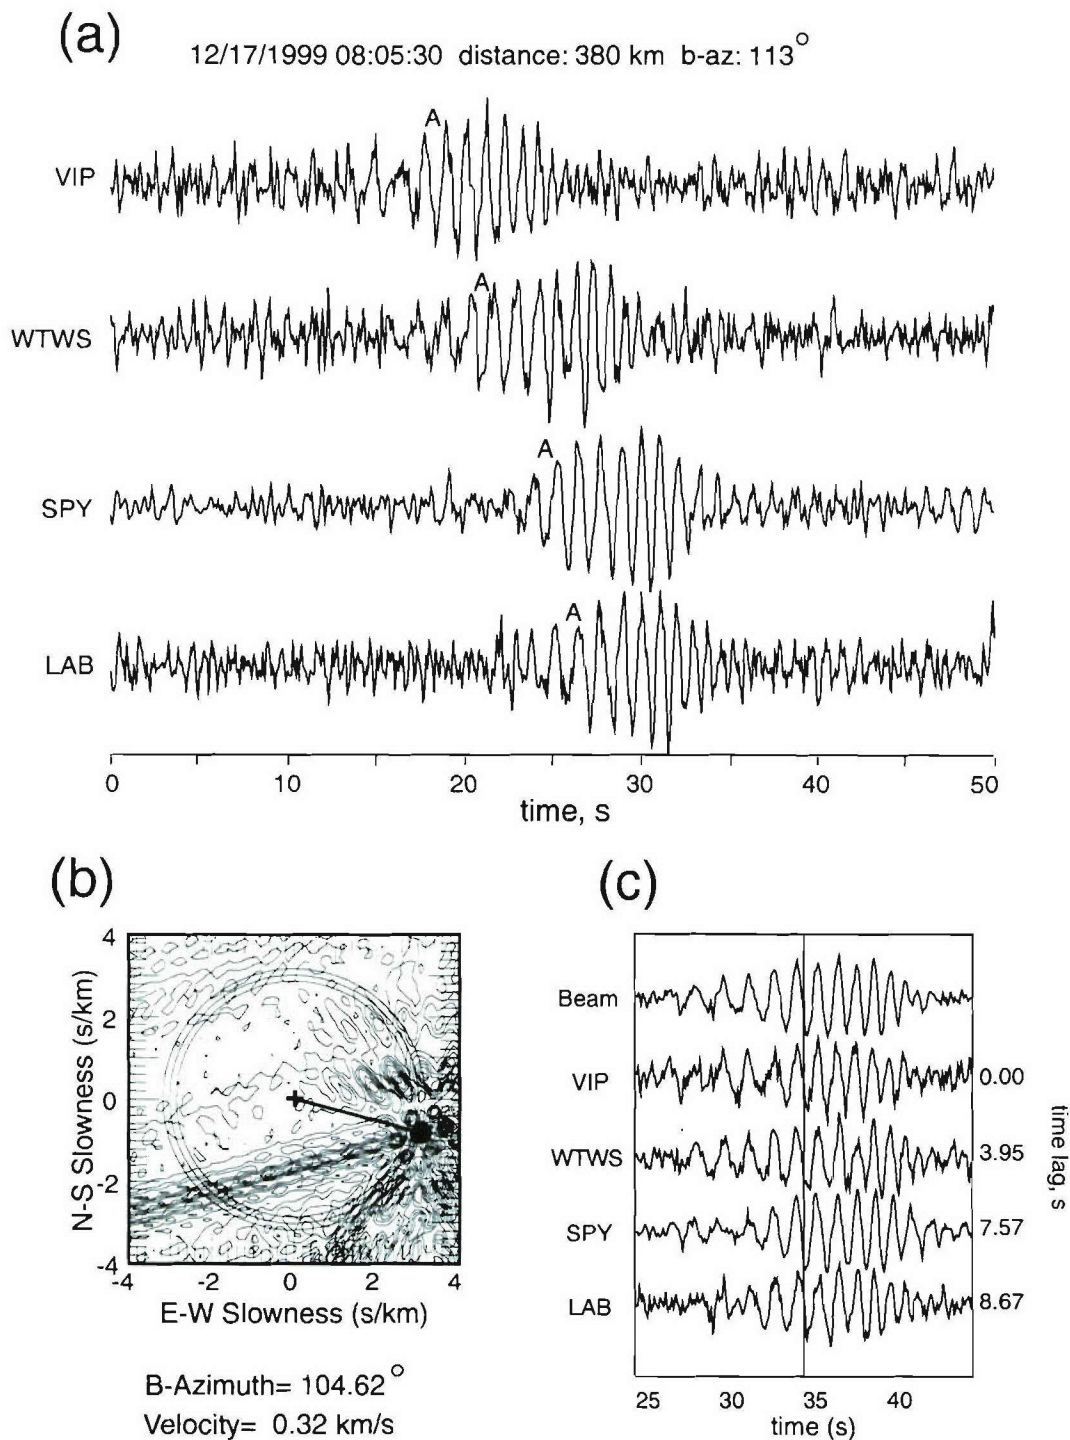 (a)
12/17/1999 08:05:30 distance: 380 km b-az: 113°
A
VIP
A
WTWS
A
SPY
A
LAB
0 10 20 30 40 50
time, s
(b)
4
2
0
-2
-4
N-S Slowness (s/km)
-4 -2 0 2 4
E-W Slowness (s/km)
B-Azimuth= 104.62°
Velocity= 0.32 km/s
(c)
Beam
VIP 0.00
WTWS 3.95
SPY 7.57
LAB 8.67
time lag, s
25 30 35 40
time (s)